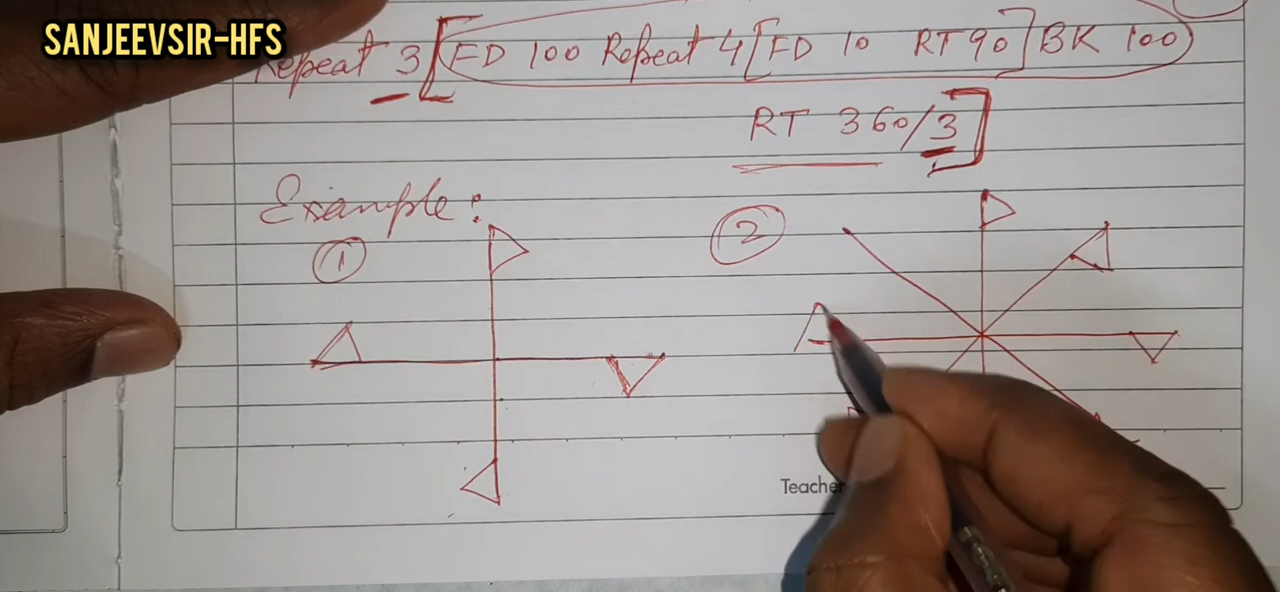 SANJEEVSIR-HFS
Repeat 3[FD 100 Repeat 4[FD 10 RT 90] BK 100
RT 360/3]
Example:
① ②
Teacher